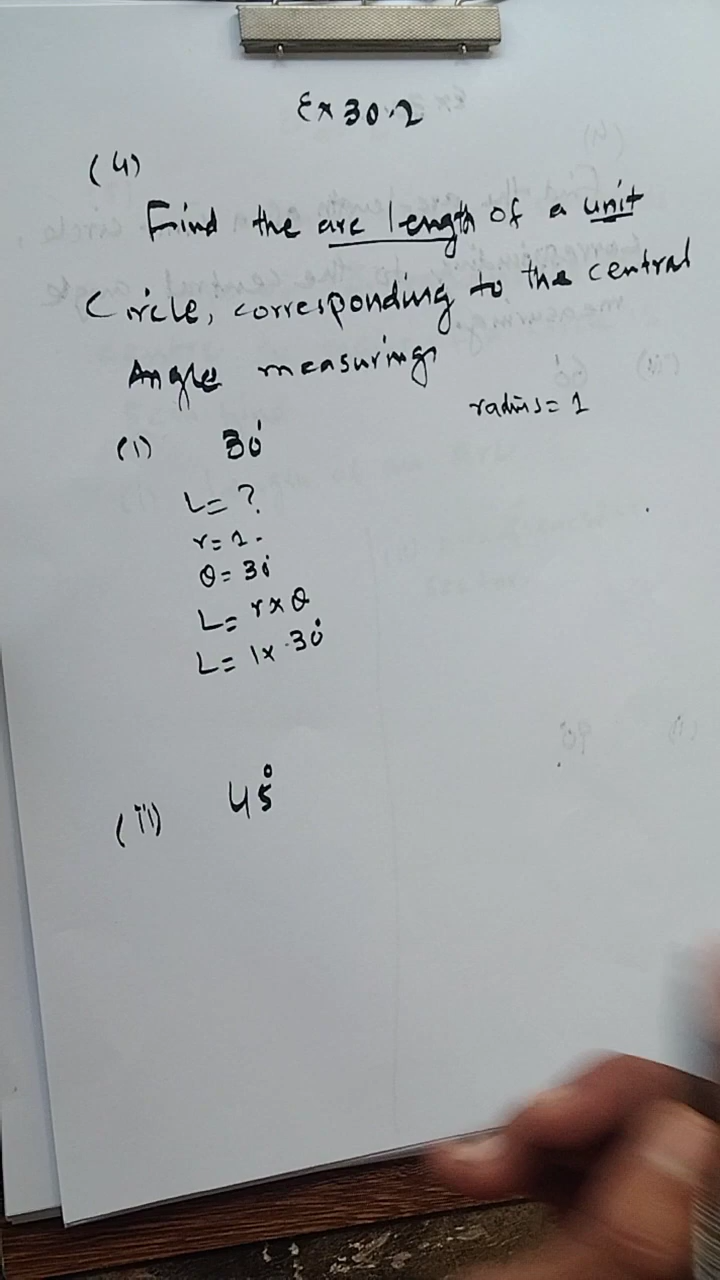 Ex 30.2
(4)
Find the arc length of a unit
Circle, corresponding to the central
Angle measuring
radius = 1
(i) 30°
L = ?
r = 1.
θ = 30°
L = r x θ
L = 1 x 30°
(ii) 45°